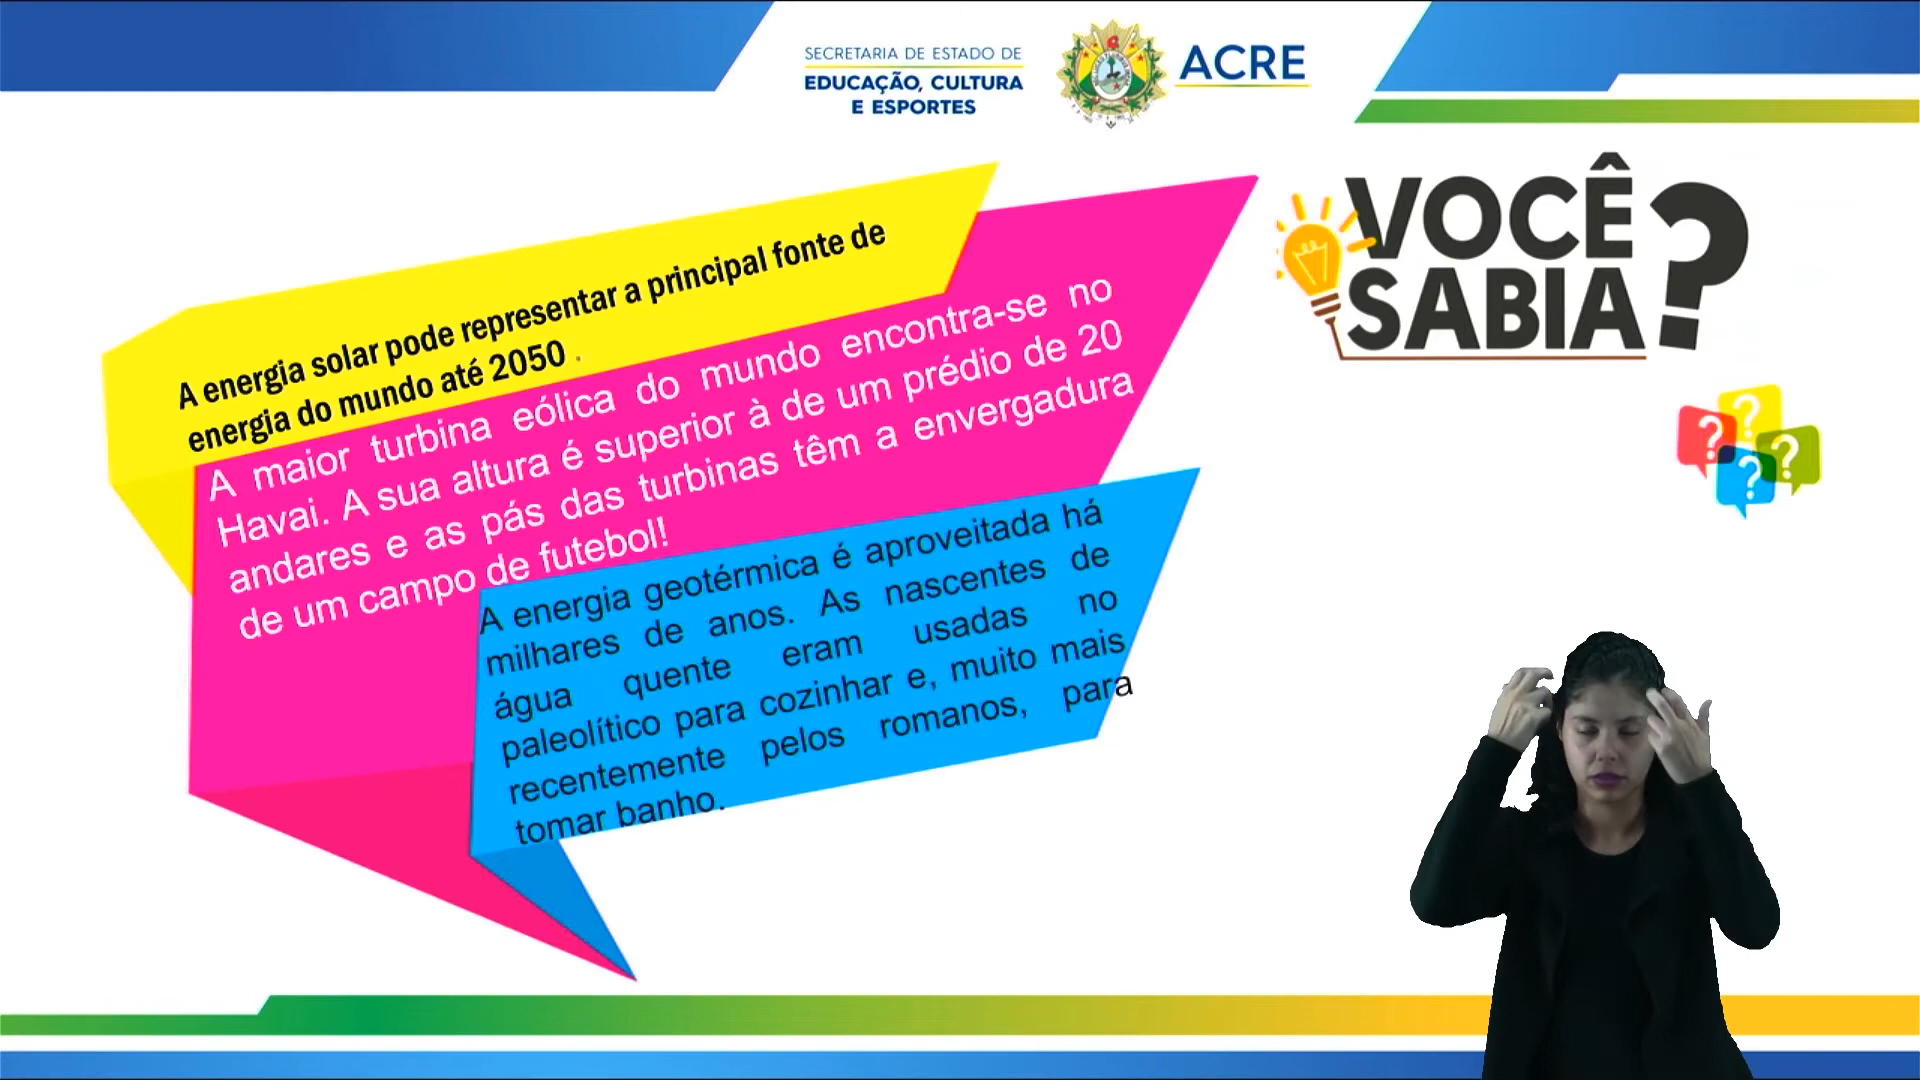 SECRETARIA DE ESTADO DE
EDUCAÇÃO, CULTURA
E ESPORTES
ACRE
VOCÊ
SABIA?
A energia solar pode representar a principal fonte de
energia do mundo até 2050 .
A maior turbina eólica do mundo encontra-se no
Havai. A sua altura é superior à de um prédio de 20
andares e as pás das turbinas têm a envergadura
de um campo de futebol!
A energia geotérmica é aproveitada há
milhares de anos. As nascentes de
água quente eram usadas no
paleolítico para cozinhar e, muito mais
recentemente pelos romanos, para
tomar banho.
? ? ? ?